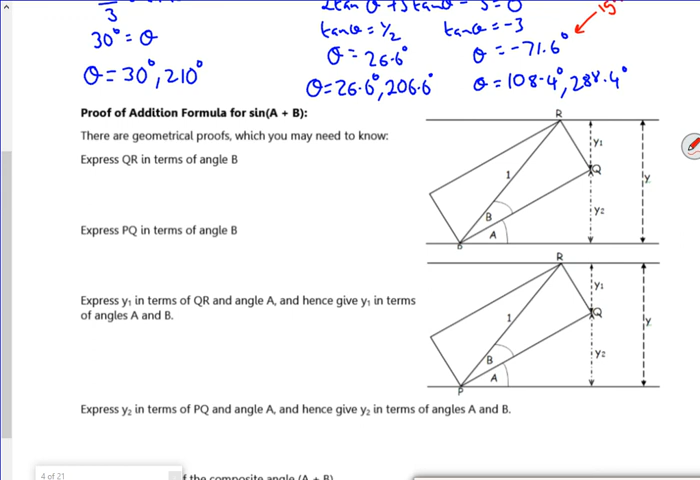 3
30° = θ
θ = 30°, 210°
tanθ = 1/2
θ = 26.6°
θ = 26.6°, 206.6°
tanθ = -3
θ = -71.6°
θ = 108.4°, 288.4°
Proof of Addition Formula for sin(A + B):
There are geometrical proofs, which you may need to know:
Express QR in terms of angle B
Express PQ in terms of angle B
R
y₁
Q
1
y
B
y₂
A
P
Express y₁ in terms of QR and angle A, and hence give y₁ in terms
of angles A and B.
R
y₁
Q
1
y
B
y₂
A
P
Express y₂ in terms of PQ and angle A, and hence give y₂ in terms of angles A and B.
4 of 21
f the composite angle (A + B)